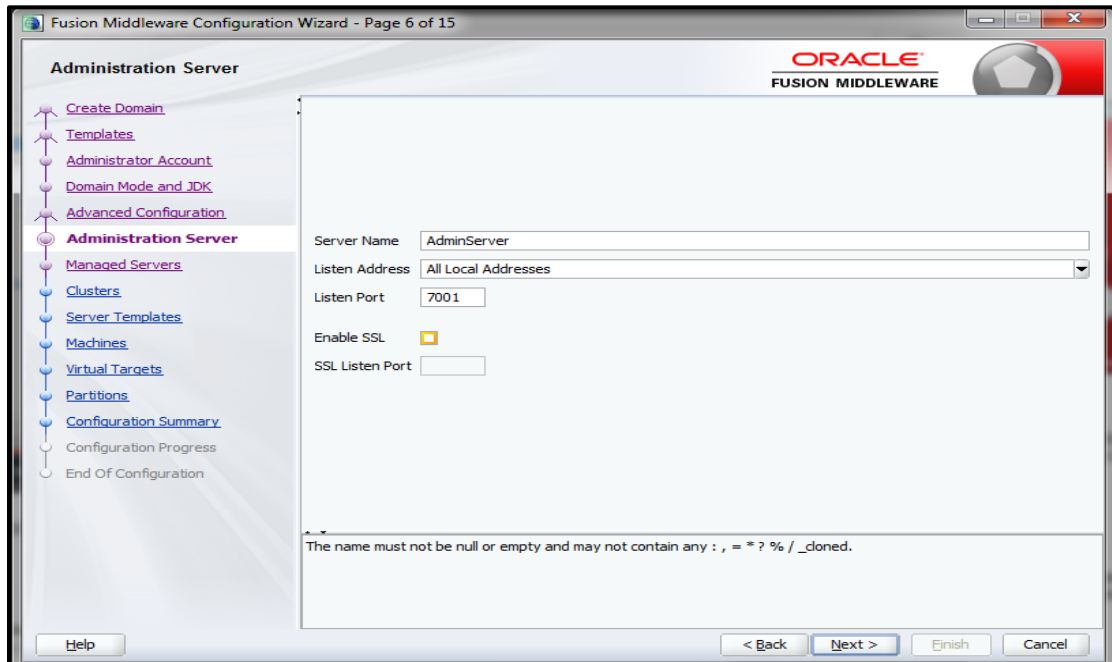 Fusion Middleware Configuration Wizard - Page 6 of 15
Administration Server
ORACLE
FUSION MIDDLEWARE
Create Domain
Templates
Administrator Account
Domain Mode and JDK
Advanced Configuration
Administration Server
Managed Servers
Clusters
Server Templates
Machines
Virtual Targets
Partitions
Configuration Summary
Configuration Progress
End Of Configuration
Server Name AdminServer
Listen Address All Local Addresses
Listen Port 7001
Enable SSL
SSL Listen Port
The name must not be null or empty and may not contain any : , = * ? % / _cloned.
Help < Back Next > Finish Cancel